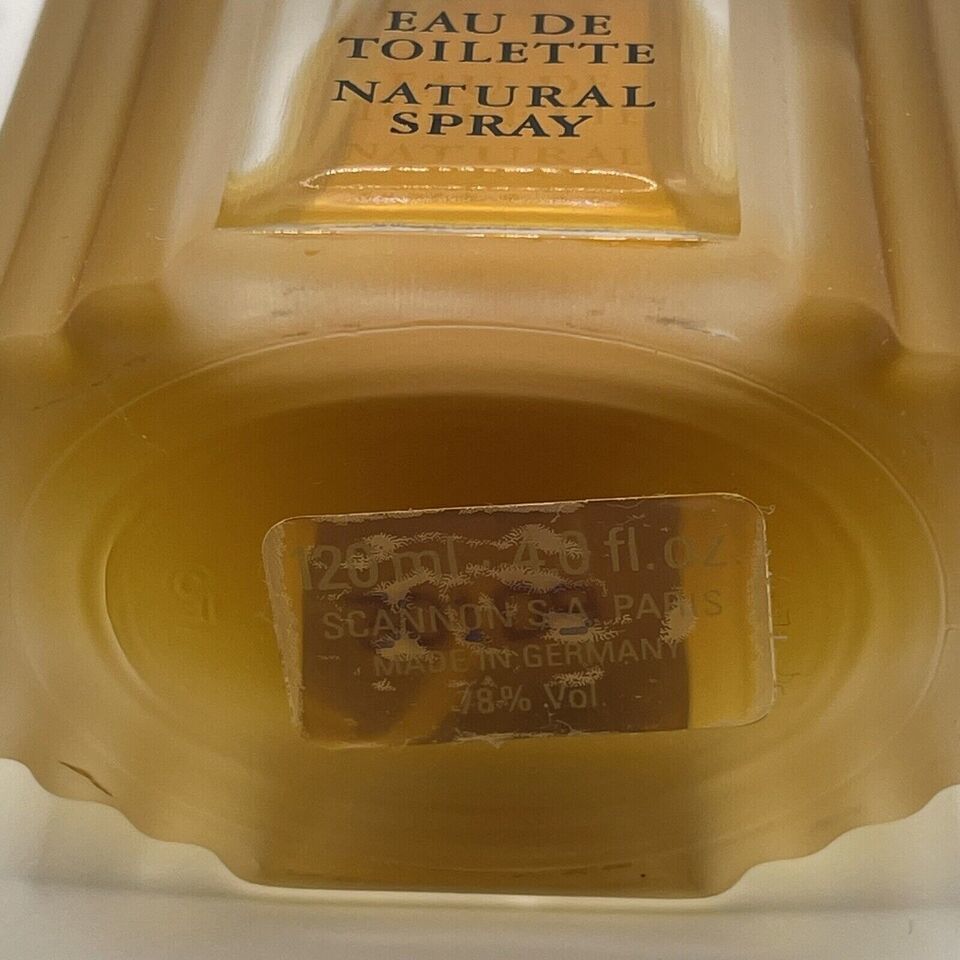 EAU DE
TOILETTE
NATURAL
SPRAY
120 ml · 4.0 fl. oz.
SCANNON S.A. PARIS
MADE IN GERMANY
78% Vol.